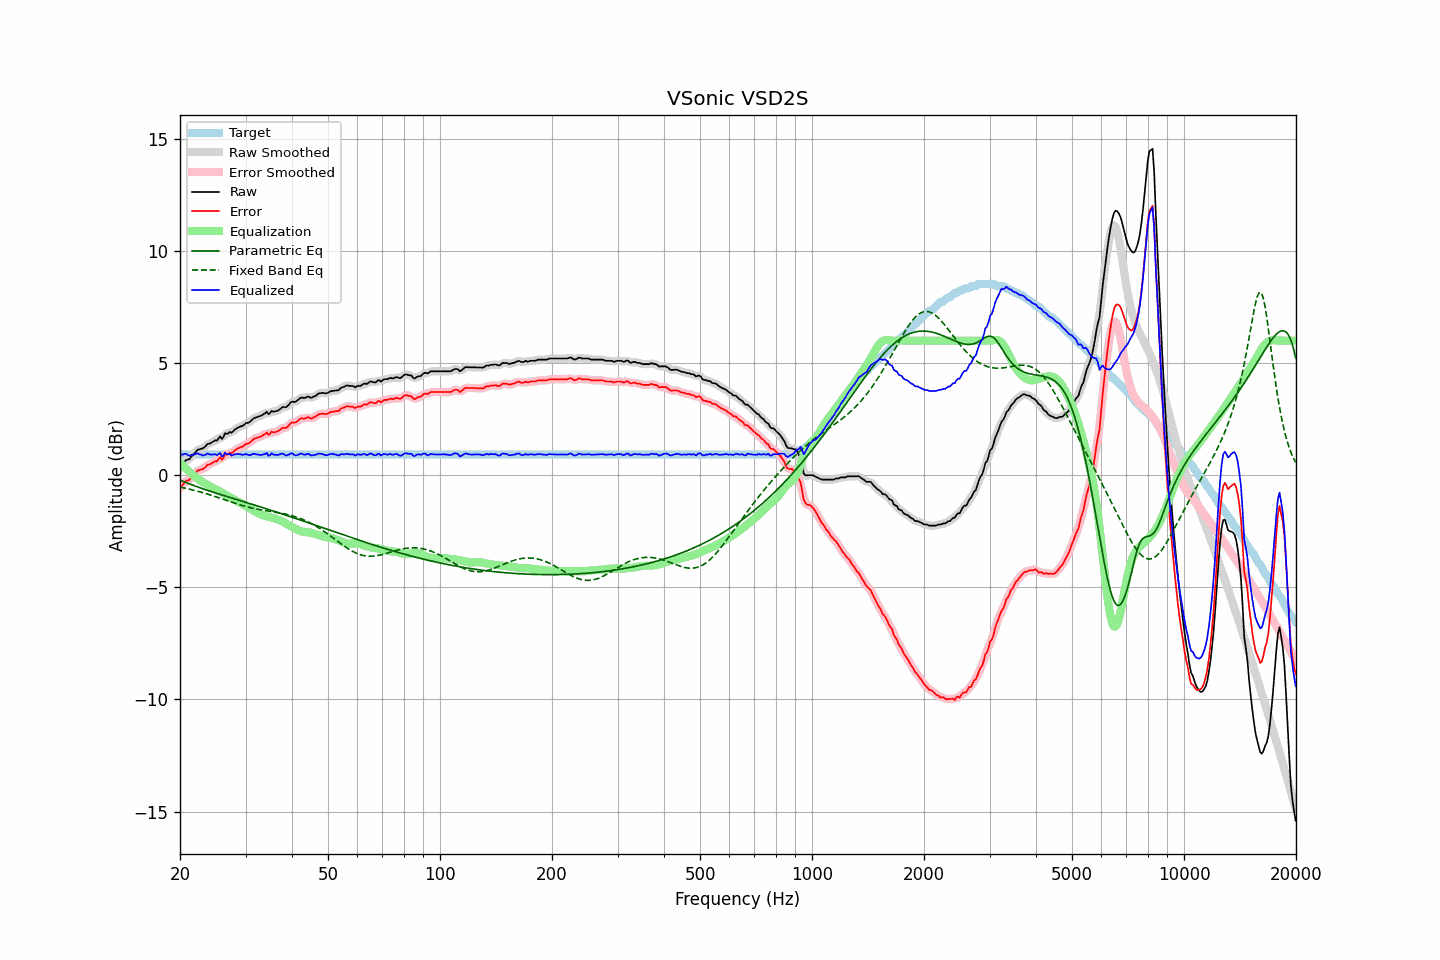 VSonic VSD2S
Target
Raw Smoothed
Error Smoothed
Raw
Error
Equalization
Parametric Eq
Fixed Band Eq
Equalized
Amplitude (dBr)
15
10
5
0
−5
−10
−15
20
50
100
200
500
1000
2000
5000
10000
20000
Frequency (Hz)